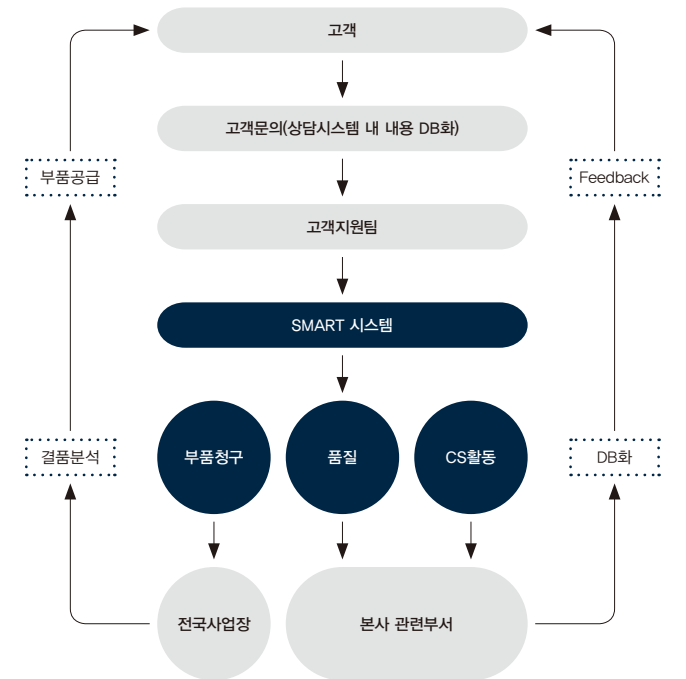 고객
고객문의(상담시스템 내 내용 DB화)
부품공급
Feedback
고객지원팀
SMART 시스템
결품분석
부품청구
품질
CS활동
DB화
전국사업장
본사 관련부서